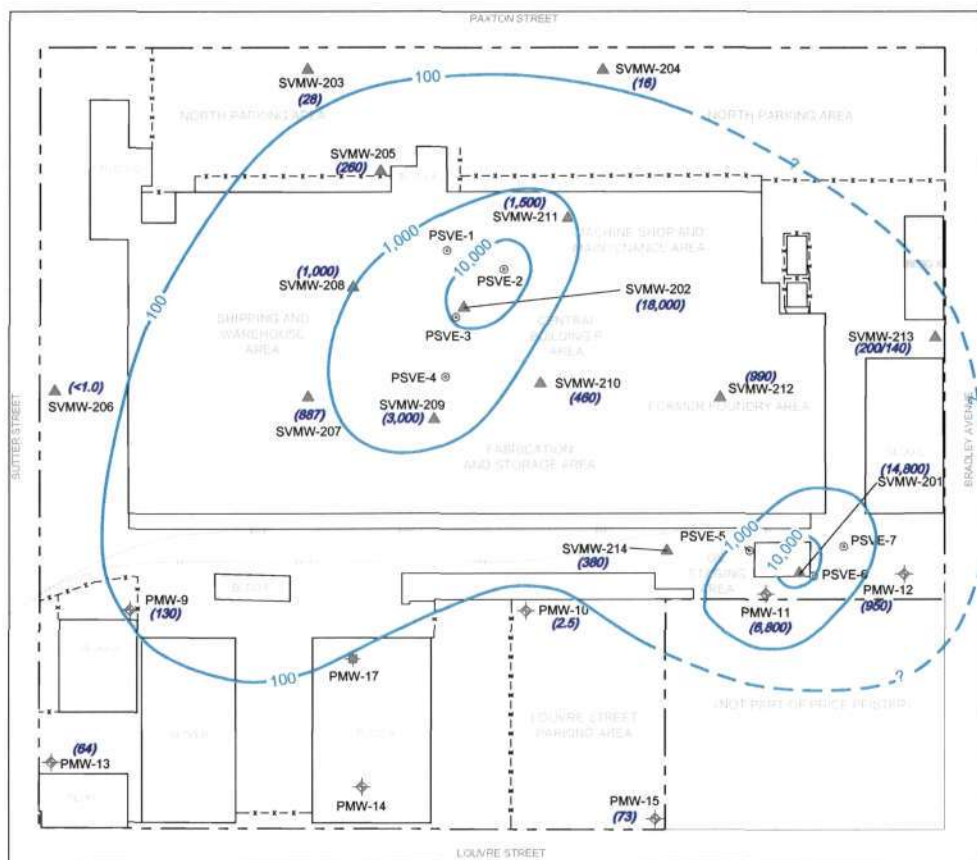 PAXTON STREET
100
SVMW-203
(28)
SVMW-204
(16)
NORTH PARKING AREA
NORTH PARKING AREA
?
SVMW-205
(260)
(1,500)
SVMW-211
1,000
PSVE-1
10,000
PSVE-2
MACHINE SHOP AND
MAINTENANCE AREA
(1,000)
SVMW-208
SVMW-202
(18,000)
PSVE-3
SHIPPING AND
WAREHOUSE
AREA
CENTRAL
BUILDING P
AREA
100
SVMW-213
(200/140)
PSVE-4
(<1.0)
SVMW-206
SVMW-210
(460)
(990)
SVMW-212
FORMER FOUNDRY AREA
(887)
SVMW-207
SVMW-209
(3,000)
FABRICATION
AND STORAGE AREA
SUTTER STREET
BRADLEY AVENUE
?
(14,800)
SVMW-201
SVMW-214
(380)
PSVE-5
1,000
10,000
PSVE-7
PSVE-6
AREA
PMW-12
(950)
PMW-9
(130)
PMW-10
(2.5)
PMW-11
(6,800)
100
PMW-17
?
(NOT PART OF PRICE PFISTER)
LOUVRE STREET
PARKING AREA
(64)
PMW-13
PMW-14
PMW-15
(73)
LOUVRE STREET